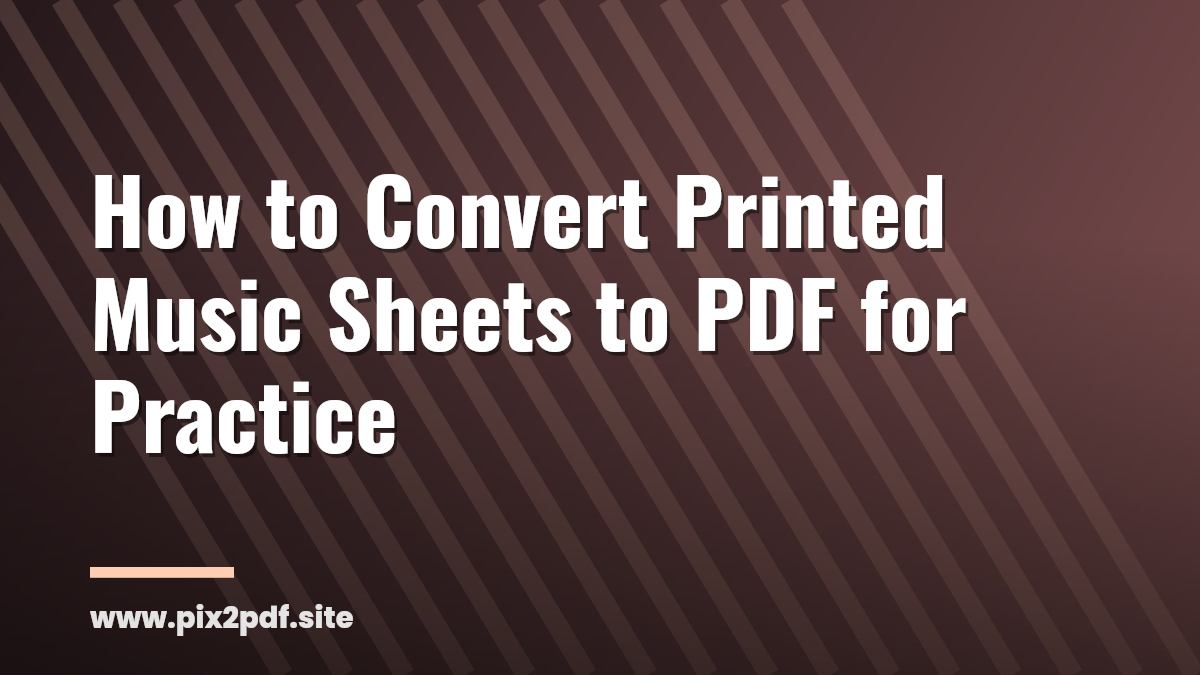 How to Convert Printed
Music Sheets to PDF for
Practice
www.pix2pdf.site